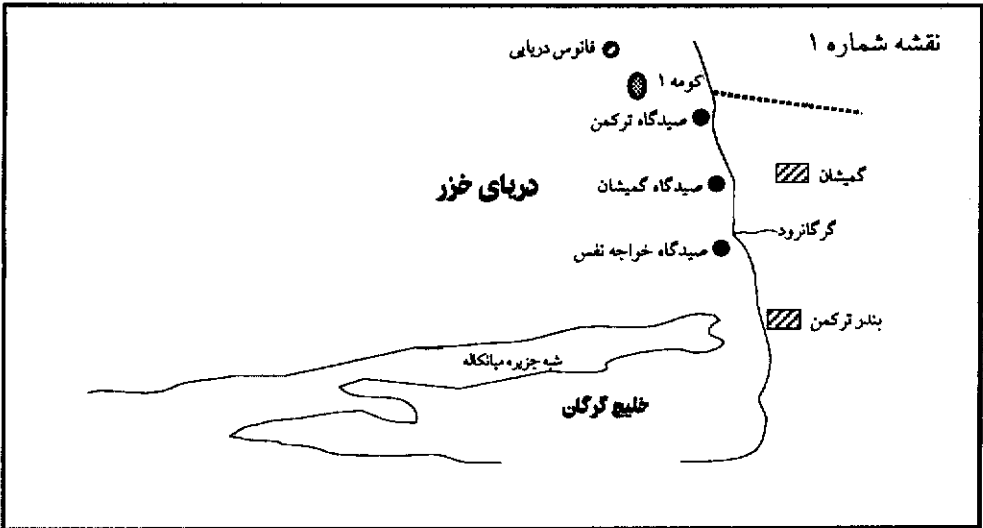 نقشه شماره ۱
فانوس دریایی
کومه ۱
صیدگاه ترکمن
گمیشان
صیدگاه گمیشان
دریای خزر
گرگانرود
صیدگاه خواجه نفس
بندر ترکمن
شبه جزیره میانکاله
خلیج گرگان